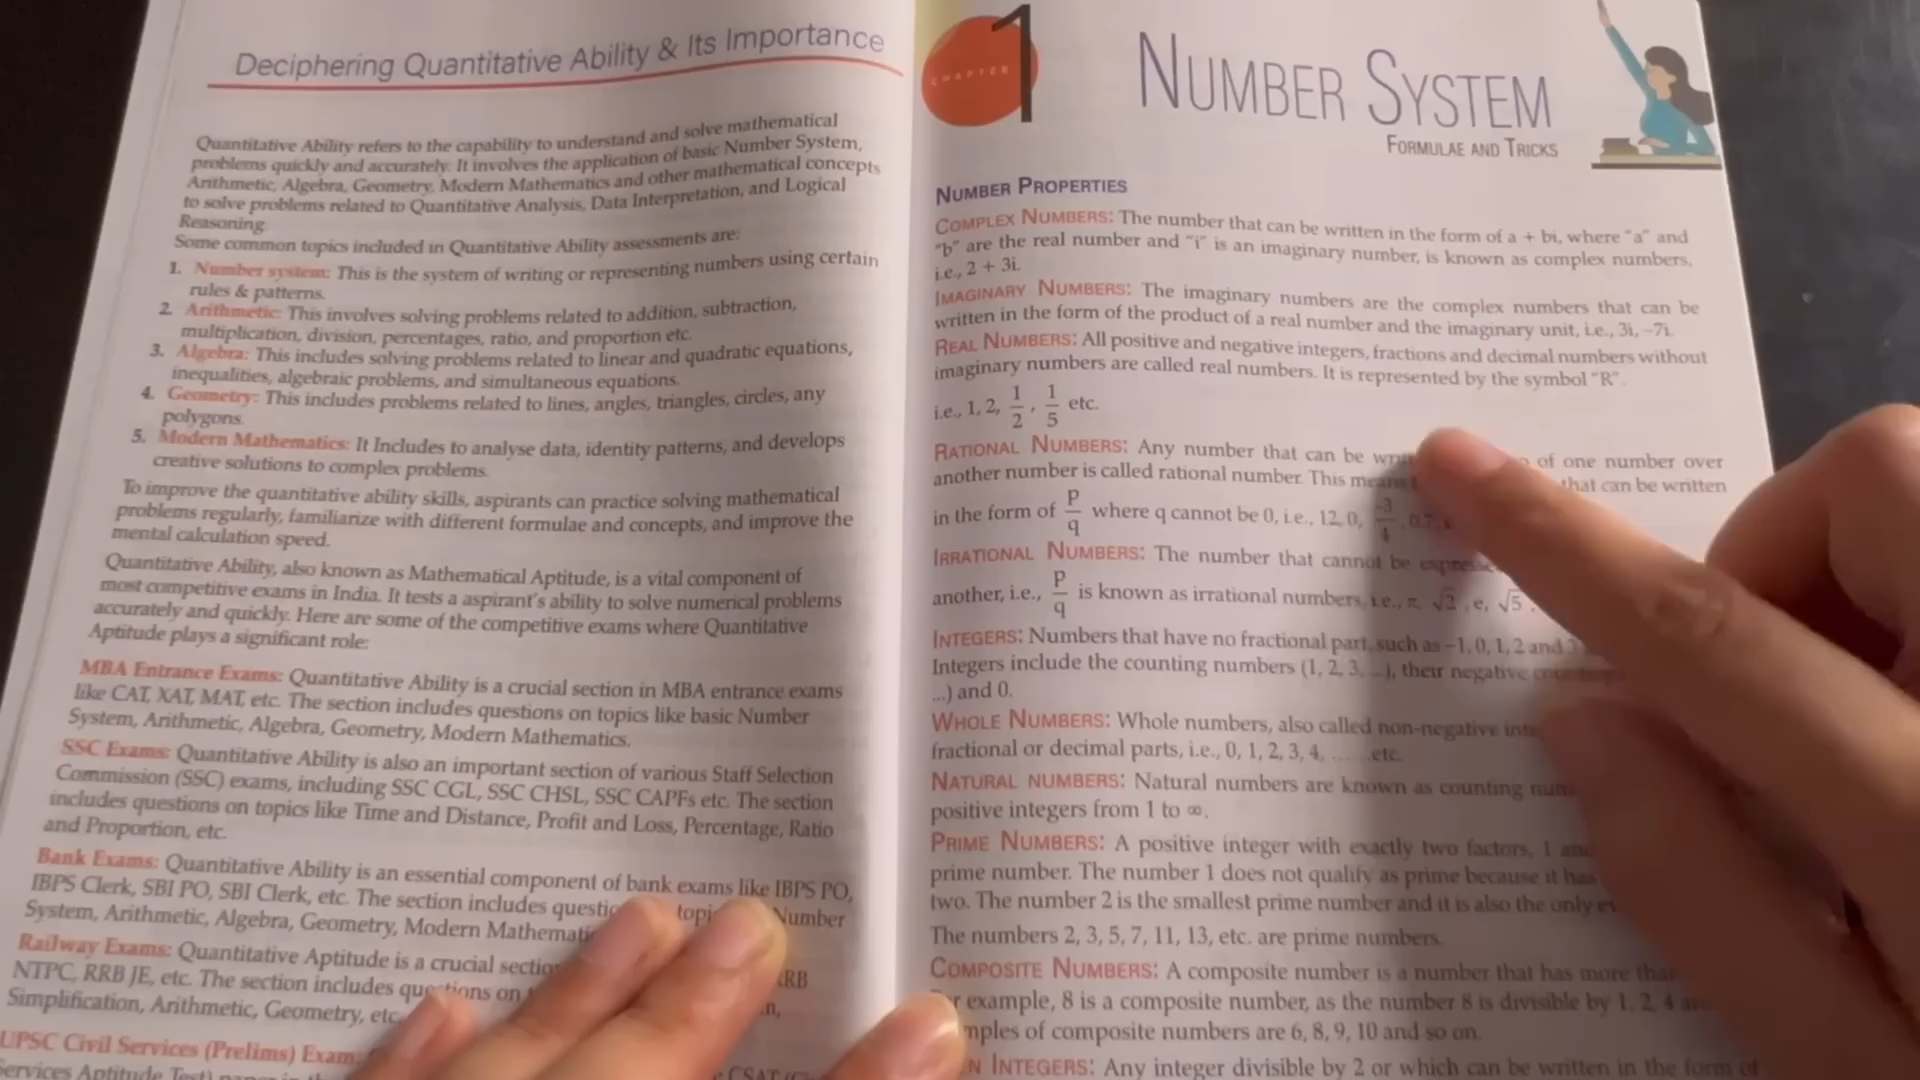 Deciphering Quantitative Ability & Its Importance
Quantitative Ability refers to the capability to understand and solve mathematical
problems quickly and accurately. It involves the application of basic Number System,
Arithmetic, Algebra, Geometry, Modern Mathematics and other mathematical concepts
to solve problems related to Quantitative Analysis, Data Interpretation, and Logical
Reasoning.
Some common topics included in Quantitative Ability assessments are:
1. Number system: This is the system of writing or representing numbers using certain
rules & patterns.
2. Arithmetic: This involves solving problems related to addition, subtraction,
multiplication, division, percentages, ratio, and proportion etc.
3. Algebra: This includes solving problems related to linear and quadratic equations,
inequalities, algebraic problems, and simultaneous equations.
4. Geometry: This includes problems related to lines, angles, triangles, circles, any
polygons.
5. Modern Mathematics: It Includes to analyse data, identity patterns, and develops
creative solutions to complex problems.
To improve the quantitative ability skills, aspirants can practice solving mathematical
problems regularly, familiarize with different formulae and concepts, and improve the
mental calculation speed.
Quantitative Ability, also known as Mathematical Aptitude, is a vital component of
most competitive exams in India. It tests a aspirant's ability to solve numerical problems
accurately and quickly. Here are some of the competitive exams where Quantitative
Aptitude plays a significant role:
MBA Entrance Exams: Quantitative Ability is a crucial section in MBA entrance exams
like CAT, XAT, MAT, etc. The section includes questions on topics like basic Number
System, Arithmetic, Algebra, Geometry, Modern Mathematics.
SSC Exams: Quantitative Ability is also an important section of various Staff Selection
Commission (SSC) exams, including SSC CGL, SSC CHSL, SSC CAPFs etc. The section
includes questions on topics like Time and Distance, Profit and Loss, Percentage, Ratio
and Proportion, etc.
Bank Exams: Quantitative Ability is an essential component of bank exams like IBPS PO,
IBPS Clerk, SBI PO, SBI Clerk, etc. The section includes Number
System, Arithmetic, Algebra, Geometry, Modern
Railway Exams: Quantitative Aptitude is a crucial RRB
NTPC, RRB JE, etc. The section includes questions on
Simplification, Arithmetic, Geometry, etc.
UPSC Civil Services (Prelims) Exam:
Services Aptitude Test)
CHAPTER 1
NUMBER SYSTEM
FORMULAE AND TRICKS
NUMBER PROPERTIES
COMPLEX NUMBERS: The number that can be written in the form of a + bi, where "a" and
"b" are the real number and "i" is an imaginary number, is known as complex numbers,
i.e., 2 + 3i.
IMAGINARY NUMBERS: The imaginary numbers are the complex numbers that can be
written in the form of the product of a real number and the imaginary unit, i.e., 3i, –7i.
REAL NUMBERS: All positive and negative integers, fractions and decimal numbers without
imaginary numbers are called real numbers. It is represented by the symbol "R".
i.e., 1, 2, 1/2, 1/5 etc.
RATIONAL NUMBERS: Any number that can be of one number over
another number is called rational number. This means that can be written
in the form of p/q where q cannot be 0, i.e., 12, 0, -3/4, 0.7
IRRATIONAL NUMBERS: The number that cannot be
another, i.e., p/q is known as irrational numbers, i.e., π, √2, e, √5
INTEGERS: Numbers that have no fractional part, such as –1, 0, 1, 2 and 3
Integers include the counting numbers (1, 2, 3, ...), their negative
...) and 0.
WHOLE NUMBERS: Whole numbers, also called non-negative
fractional or decimal parts, i.e., 0, 1, 2, 3, 4, ...... etc.
NATURAL NUMBERS: Natural numbers are known as counting
positive integers from 1 to ∞.
PRIME NUMBERS: A positive integer with exactly two factors, 1
prime number. The number 1 does not qualify as prime because it has
two. The number 2 is the smallest prime number and it is also the only
The numbers 2, 3, 5, 7, 11, 13, etc. are prime numbers.
COMPOSITE NUMBERS: A composite number is a number that has more
example, 8 is a composite number, as the number 8 is divisible by 1, 2, 4
of composite numbers are 6, 8, 9, 10 and so on.
INTEGERS: Any integer divisible by 2 or which can be written in the form of